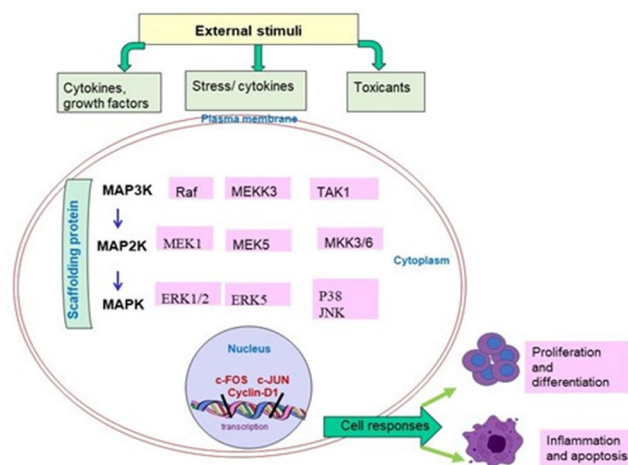 External stimuli
Cytokines,
growth factors
Stress/ cytokines
Toxicants
Plasma membrane
Scaffolding protein
MAP3K
Raf
MEKK3
TAK1
MAP2K
MEK1
MEK5
MKK3/6
Cytoplasm
MAPK
ERK1/2
ERK5
P38
JNK
Nucleus
c-FOS c-JUN
Cyclin-D1
transcription
Cell responses
Proliferation
and
differentiation
Inflammation
and apoptosis